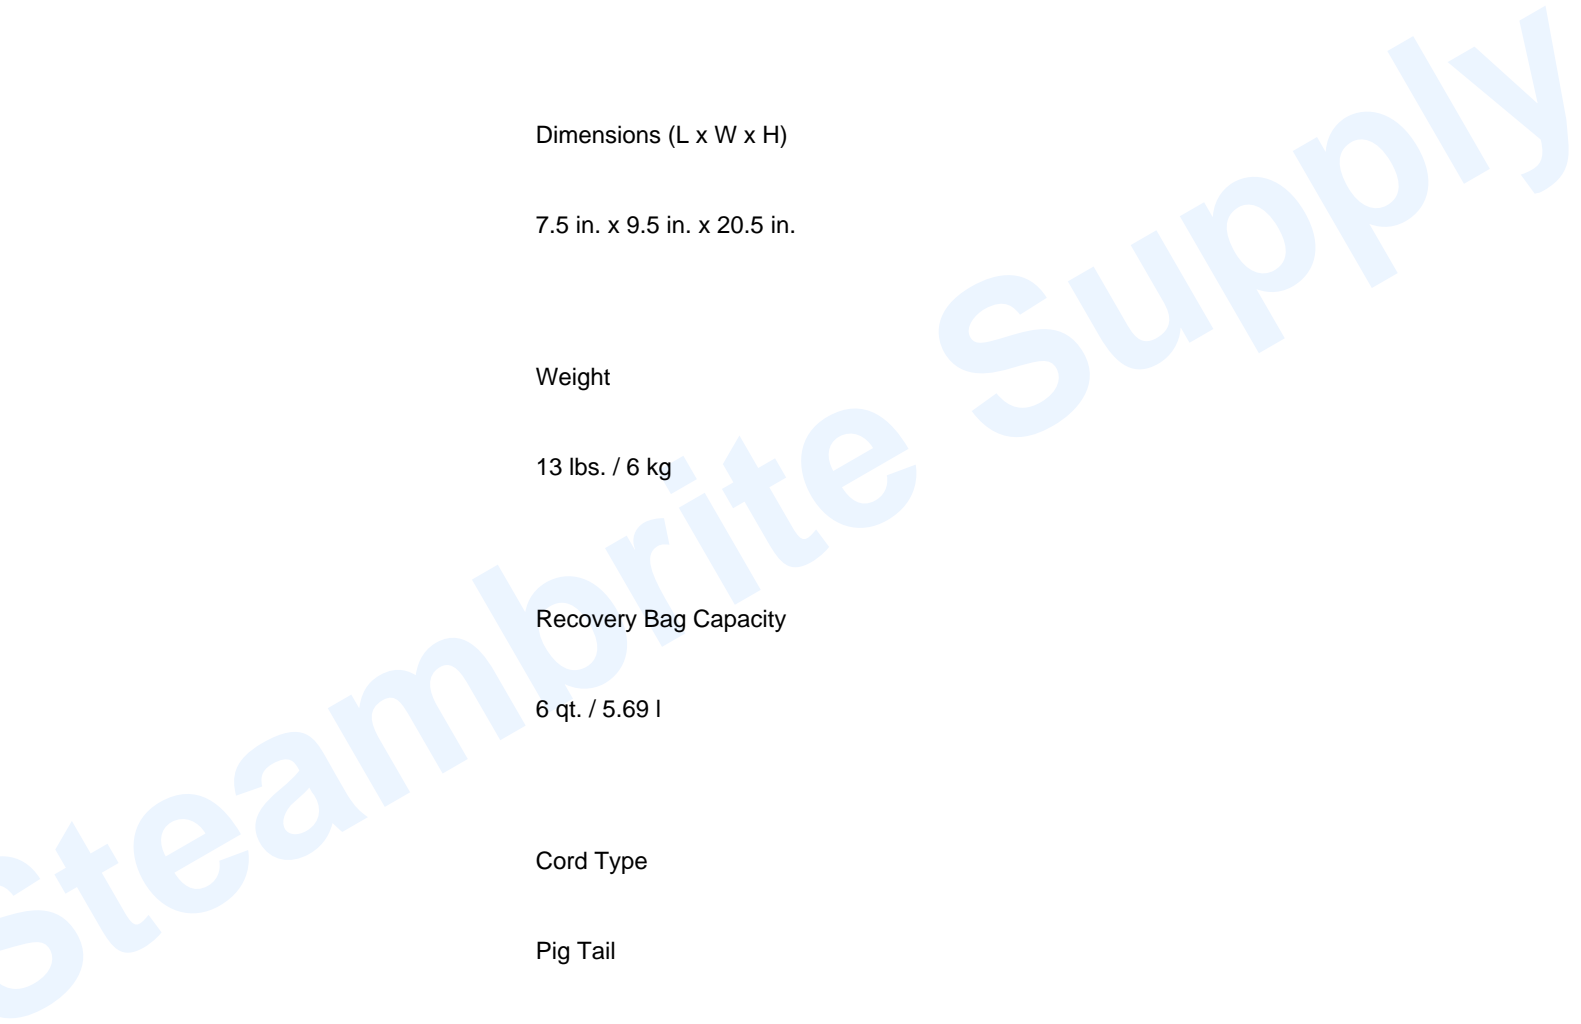 Dimensions (L x W x H)
7.5 in. x 9.5 in. x 20.5 in.
Weight
13 lbs. / 6 kg
Recovery Bag Capacity
6 qt. / 5.69 l
Cord Type
Pig Tail
Steambrite Supply